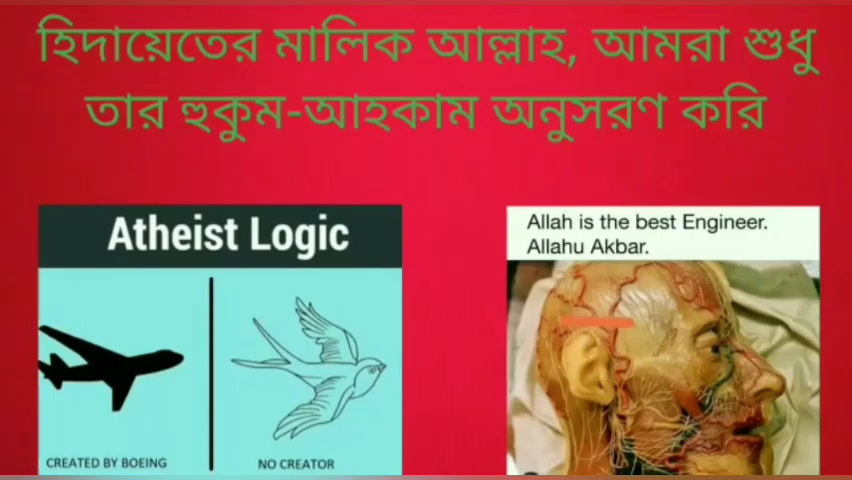 হিদায়েতের মালিক আল্লাহ, আমরা শুধু
তার হুকুম-আহকাম অনুসরণ করি
Atheist Logic
CREATED BY BOEING
NO CREATOR
Allah is the best Engineer.
Allahu Akbar.